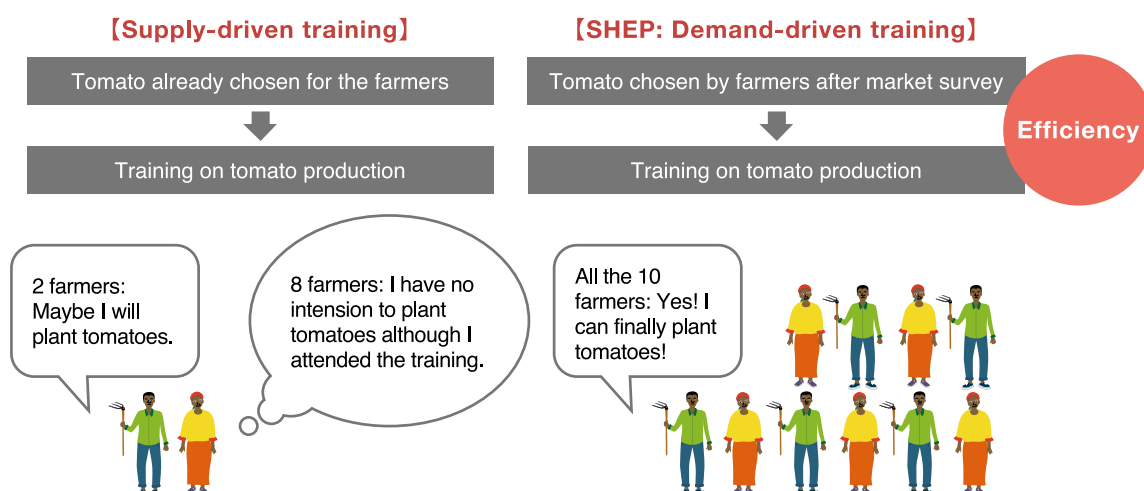 【Supply-driven training】
Tomato already chosen for the farmers
Training on tomato production
2 farmers:
Maybe I will
plant tomatoes.
8 farmers: I have no
intension to plant
tomatoes although I
attended the training.
【SHEP: Demand-driven training】
Tomato chosen by farmers after market survey
Training on tomato production
Efficiency
All the 10
farmers: Yes! I
can finally plant
tomatoes!